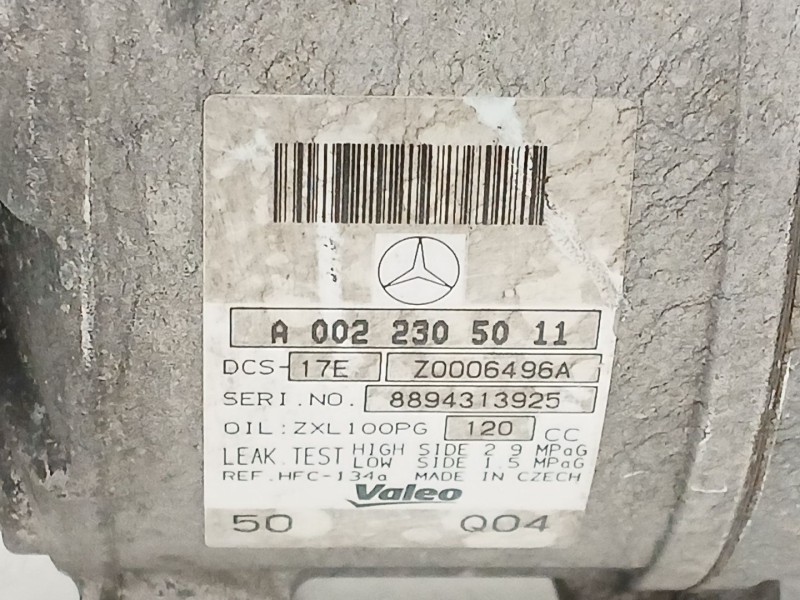 A 002 230 50 11
DCS-17E Z0006496A
SERI.NO. 8894313925
OIL:ZXL100PG 120 CC
LEAK.TEST HIGH SIDE 2.9 MPaG
LOW SIDE 1.5 MPaG
REF.HFC-134a MADE IN CZECH
Valeo
50 Q04